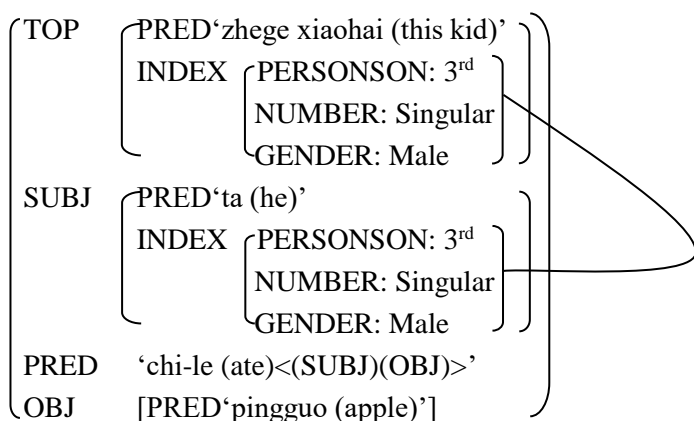 TOP PRED‘zhege xiaohai (this kid)’
INDEX PERSONSON: 3rd
NUMBER: Singular
GENDER: Male
SUBJ PRED‘ta (he)’
INDEX PERSONSON: 3rd
NUMBER: Singular
GENDER: Male
PRED ‘chi-le (ate)<(SUBJ)(OBJ)>’
OBJ [PRED‘pingguo (apple)’]